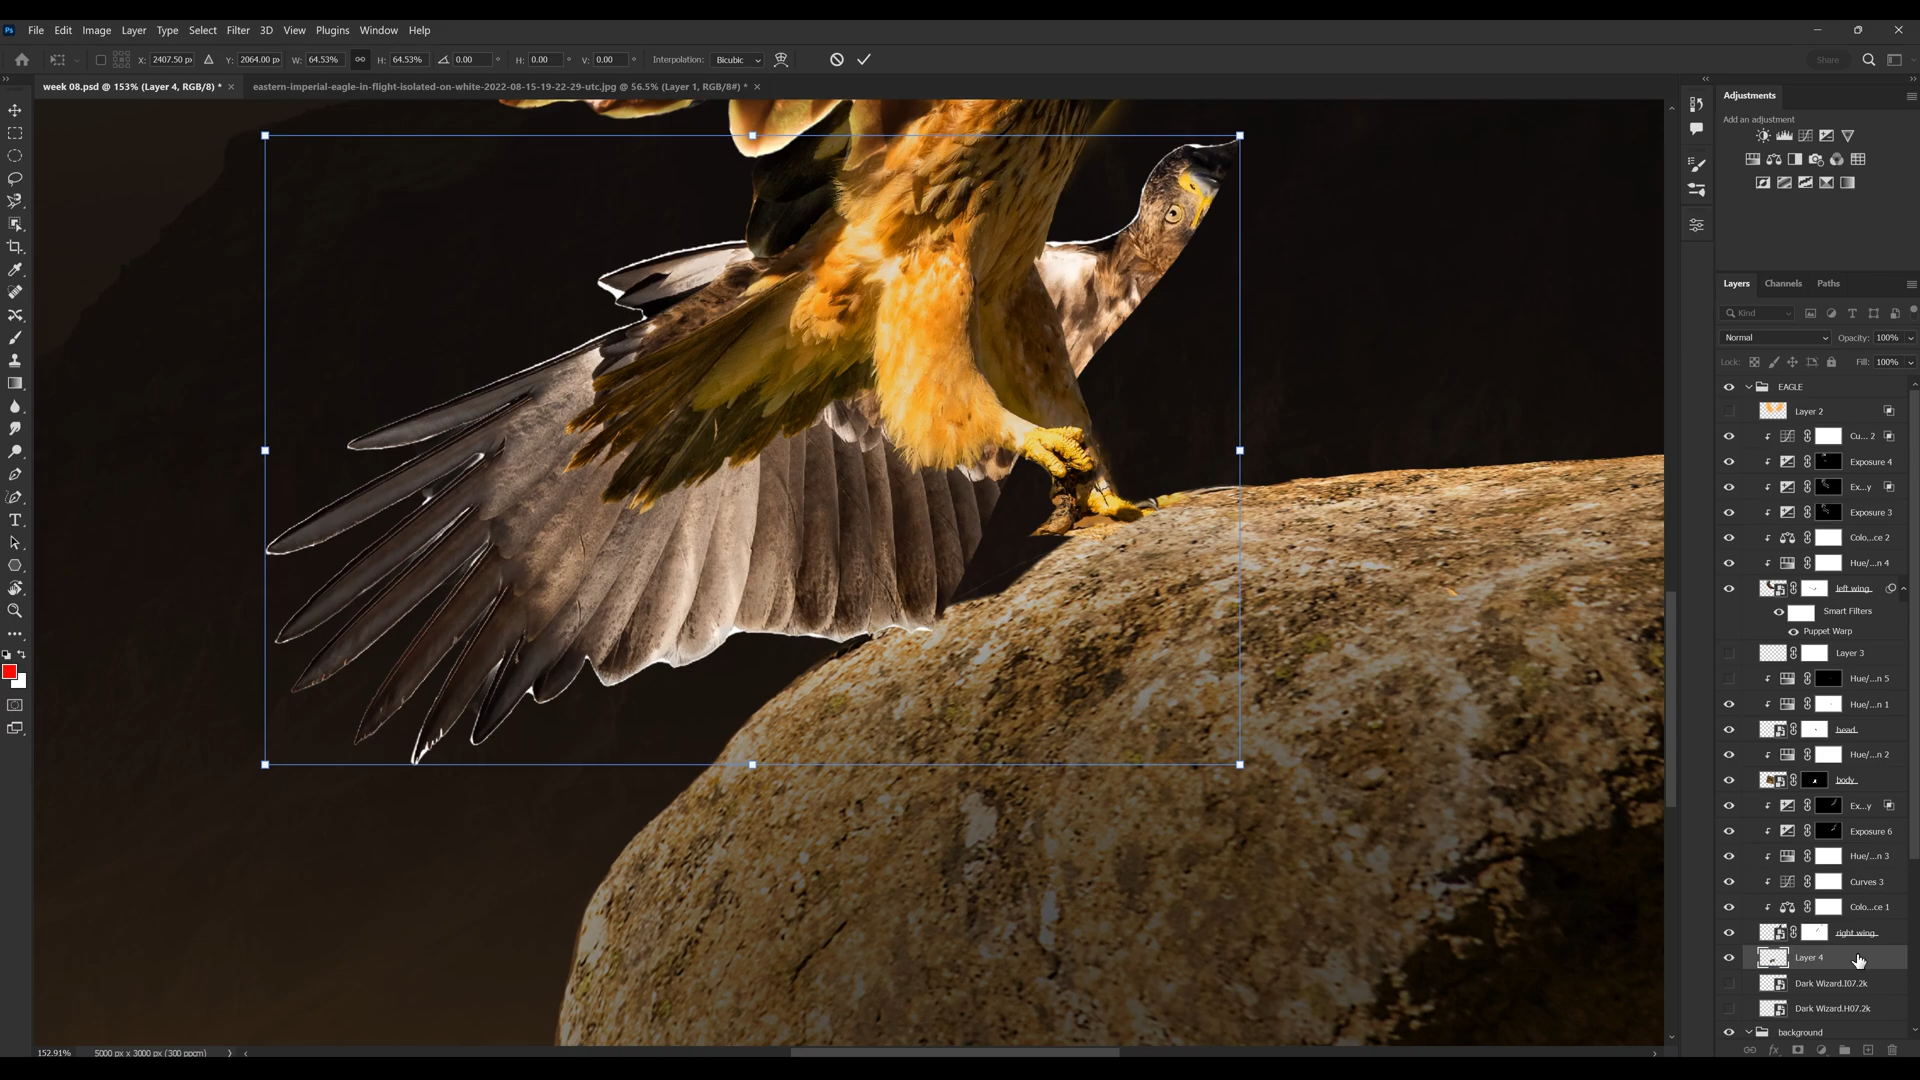 Ps File Edit Image Layer Type Select Filter 3D View Plugins Window Help
X: 2407.50 px Y: 2064.00 px W: 64.53% H: 64.53% 0.00 ° H: 0.00 ° V: 0.00 ° Interpolation: Bicubic Share
week 08.psd @ 153% (Layer 4, RGB/8) * × eastern-imperial-eagle-in-flight-isolated-on-white-2022-08-15-19-22-29-utc.jpg @ 56.5% (Layer 1, RGB/8#) * ×
Adjustments
Add an adjustment
Layers Channels Paths
Kind
Normal Opacity: 100%
Lock: Fill: 100%
EAGLE
Layer 2
Cu... 2
Exposure 4
Ex...y
Exposure 3
Colo...ce 2
Hue/...n 4
left wing
Smart Filters
Puppet Warp
Layer 3
Hue/...n 5
Hue/...n 1
head
Hue/...n 2
body
Ex...y
Exposure 6
Hue/...n 3
Curves 3
Colo...ce 1
right wing
Layer 4
Dark Wizard.I07.2k
Dark Wizard.H07.2k
background
152.91% 5000 px x 3000 px (300 ppcm)